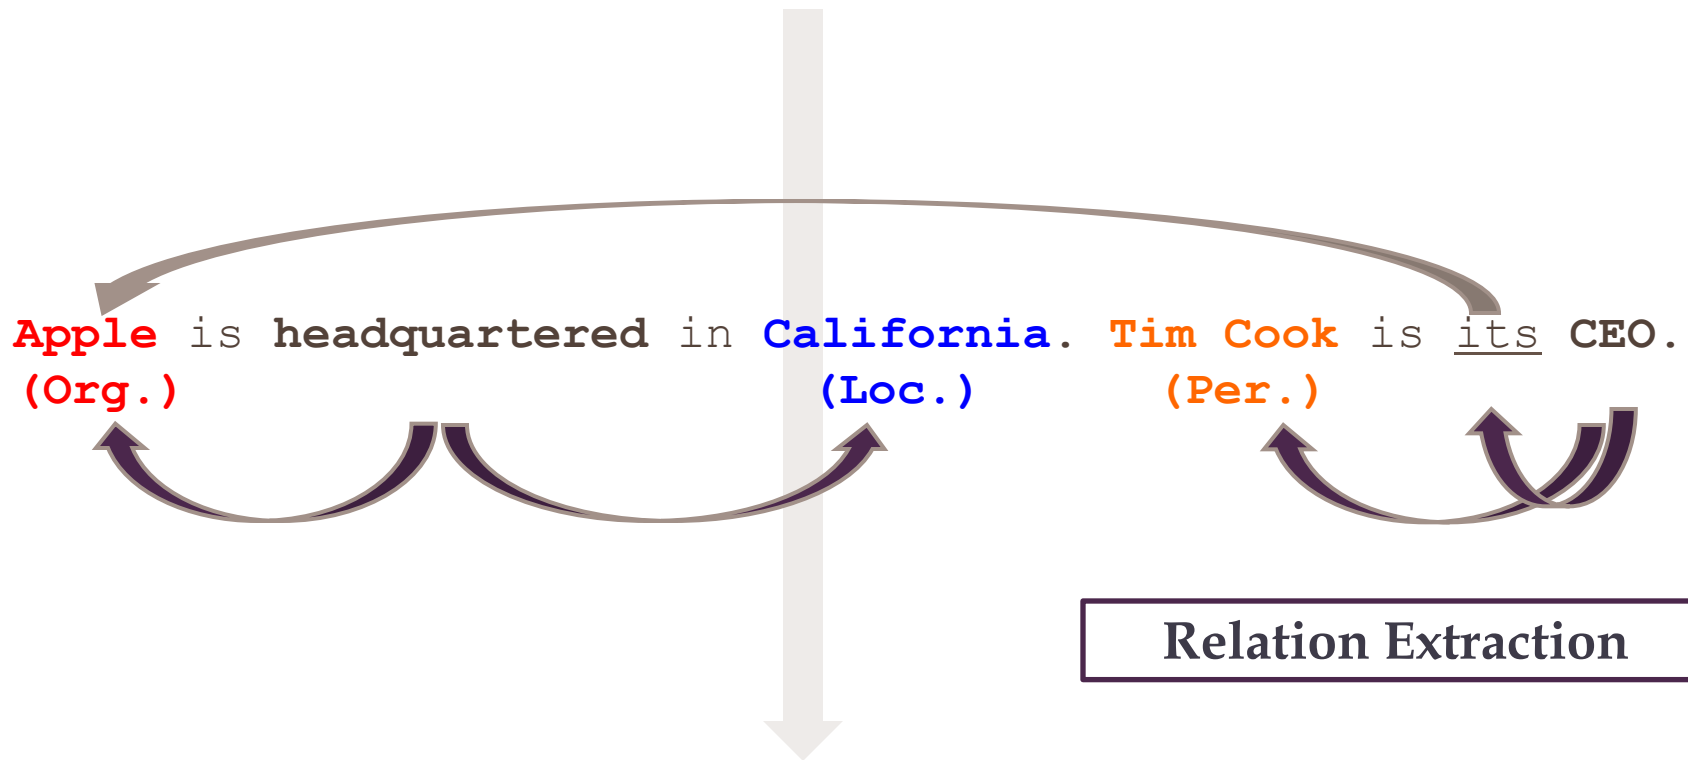 Apple is headquartered in California. Tim Cook is its CEO.
(Org.) (Loc.) (Per.)
Relation Extraction